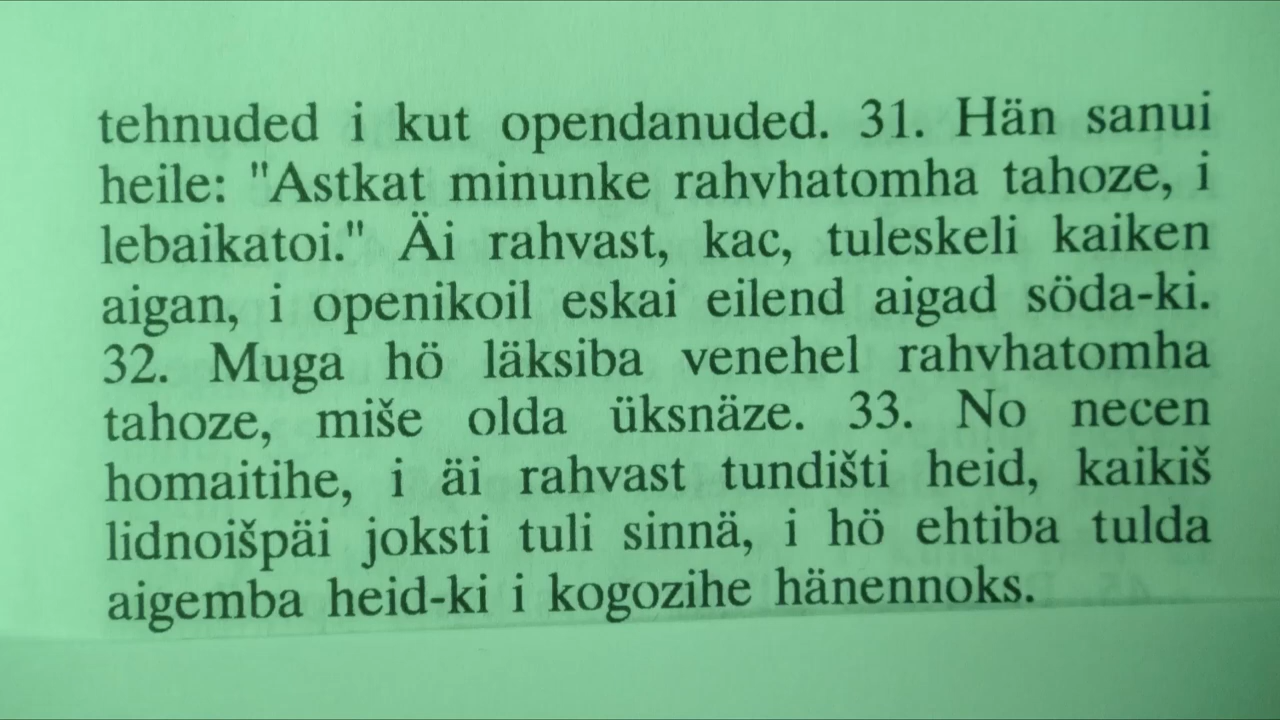 tehnuded i kut opendanuded. 31. Hän sanui
heile: "Astkat minunke rahvhatomha tahoze, i
lebaikatoi." Äi rahvast, kac, tuleskeli kaiken
aigan, i openikoil eskai eilend aigad söda-ki.
32. Muga hö läksiba venehel rahvhatomha
tahoze, miše olda üksnäze. 33. No necen
homaitihe, i äi rahvast tundišti heid, kaikiš
lidnoišpäi joksti tuli sinnä, i hö ehtiba tulda
aigemba heid-ki i kogozihe hänennoks.